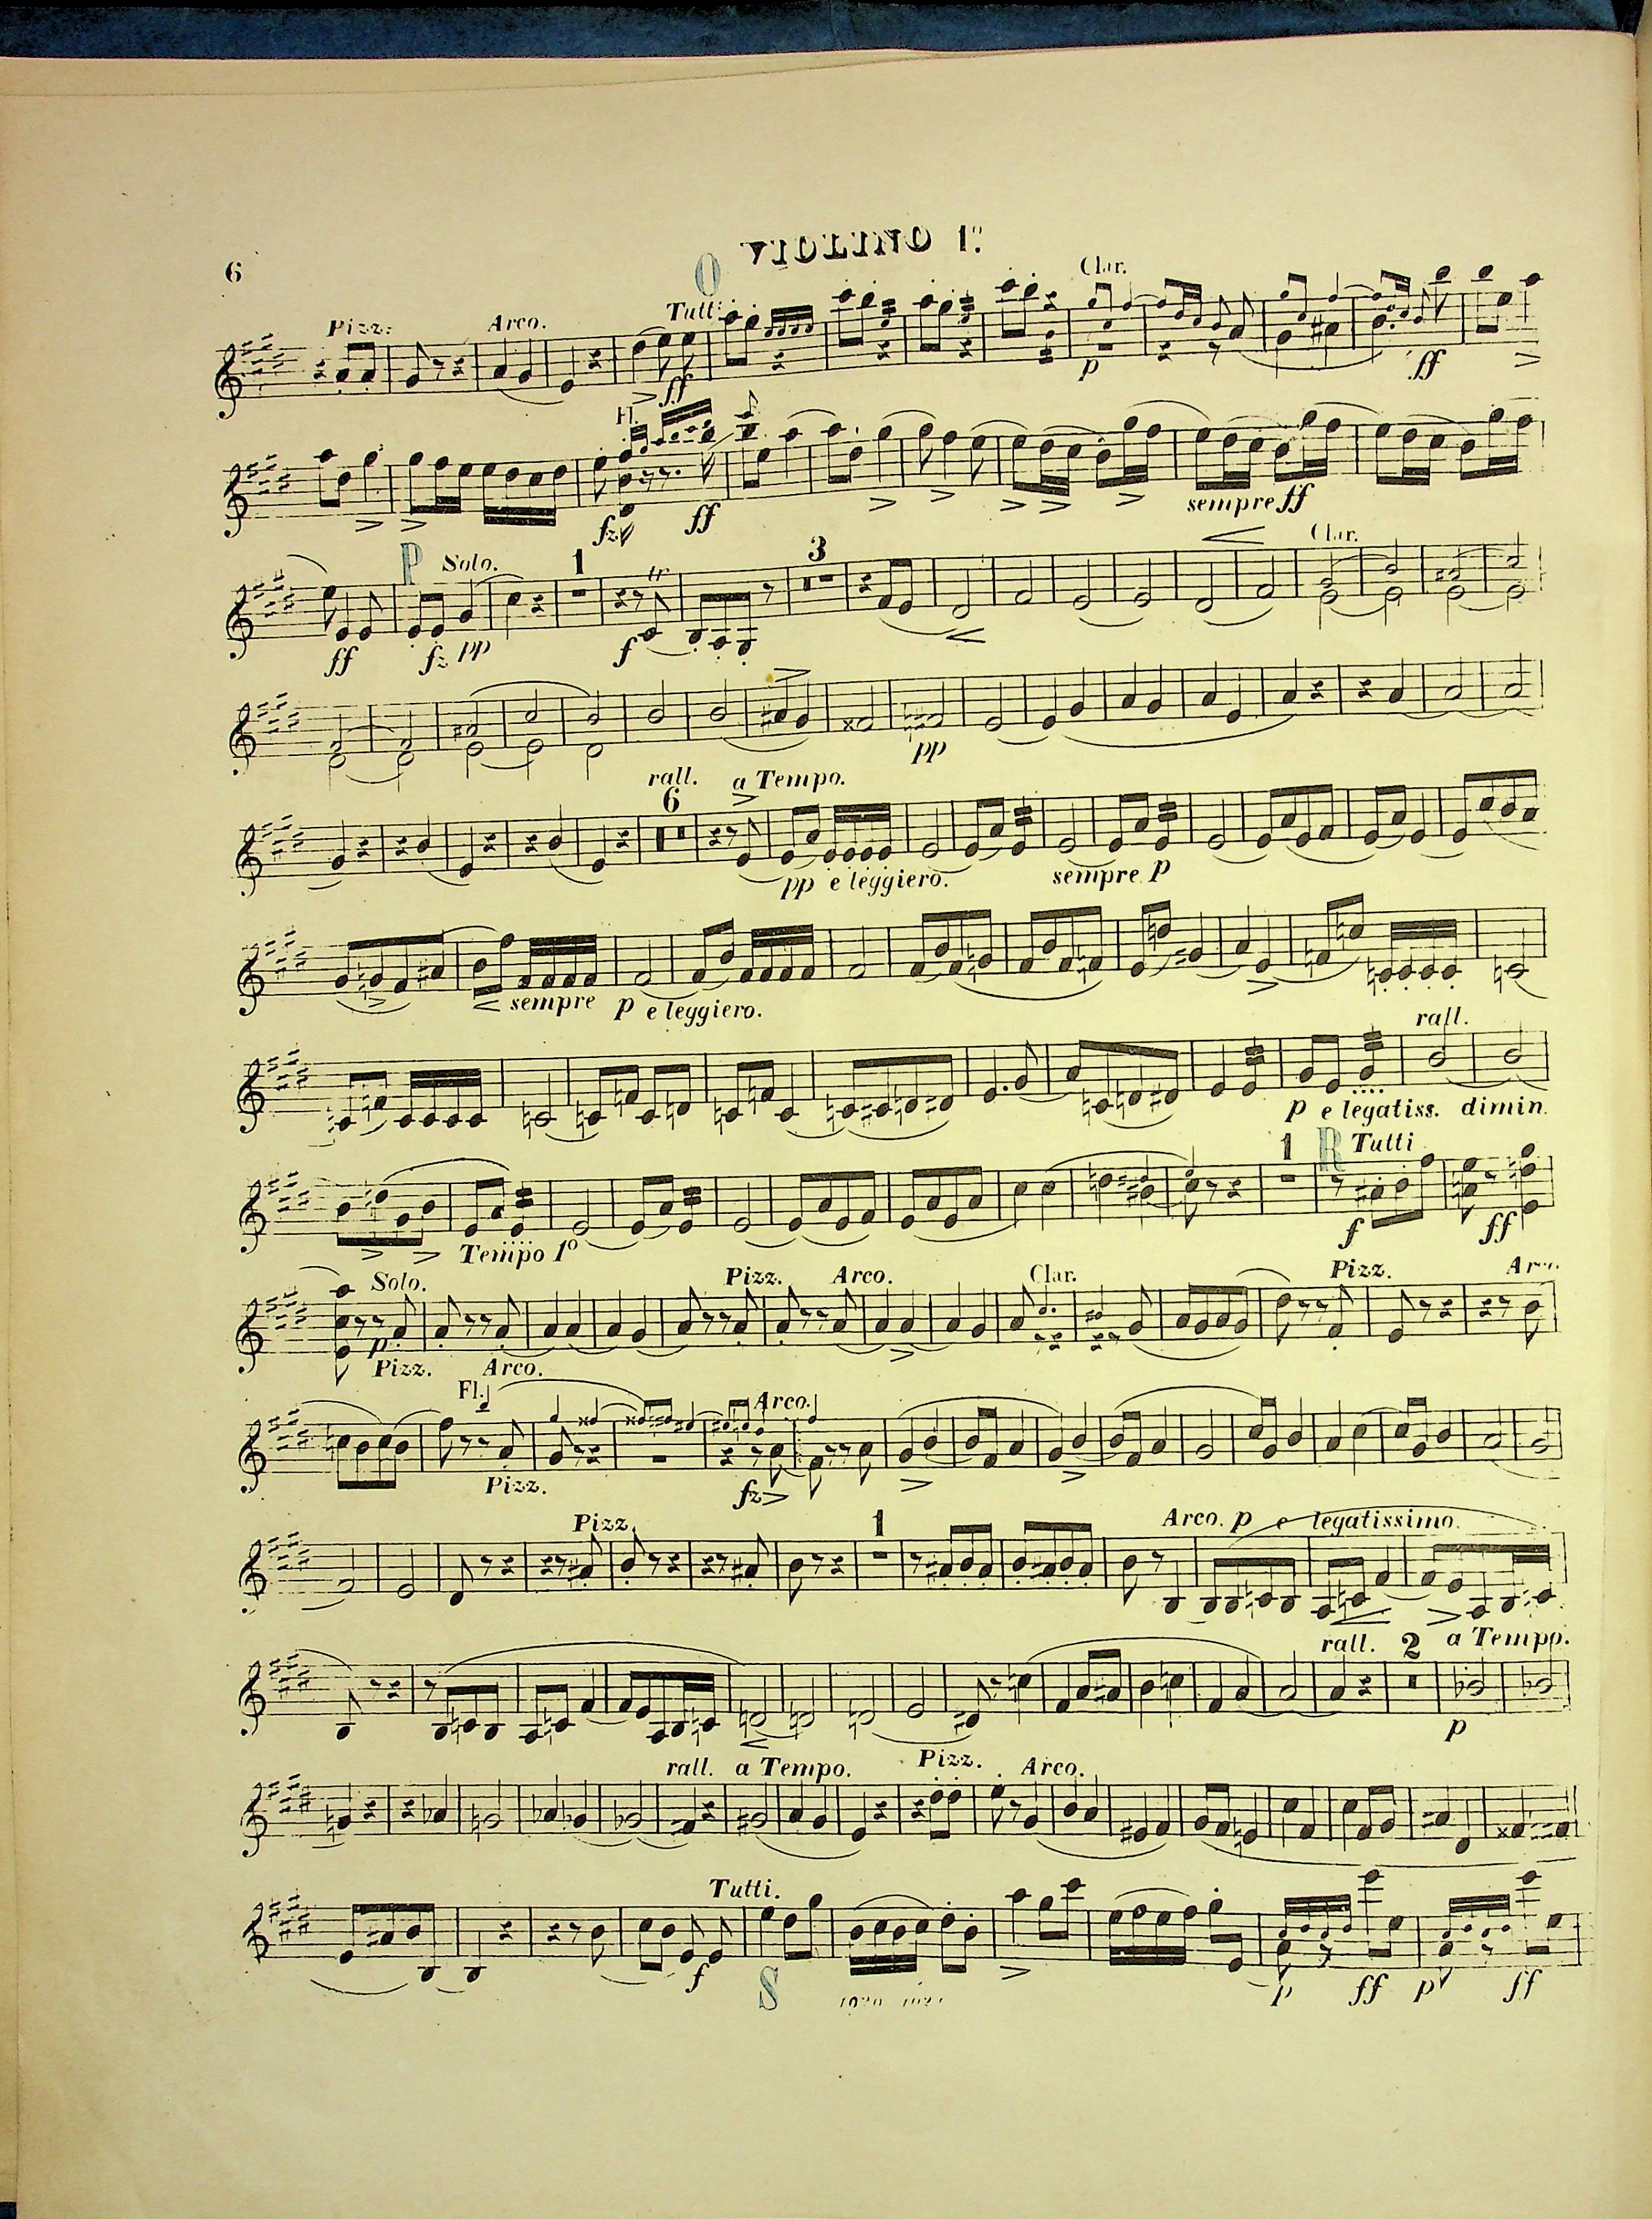 VIOLINO 1º.
6
O
Clar.
Pizz: Arco. Tutti
p ff
ff
Fl.
fz ff sempre ff
P Solo. 1 tr 3 Clar.
ff fz pp f
pp
rall. a Tempo.
6
pp e leggiero. sempre p
sempre p e leggiero.
rall.
p e legatiss. dimin.
1 R Tutti
Tempo 1º f ff
Solo. Pizz. Arco. Clar. Pizz. Arco.
p
Pizz. Arco.
Fl. Arco.
Pizz. fz
Pizz. 1 Arco. p e legatissimo.
rall. 2 a Tempo.
p
rall. a Tempo. Pizz. Arco.
Tutti.
f p ff p ff
S